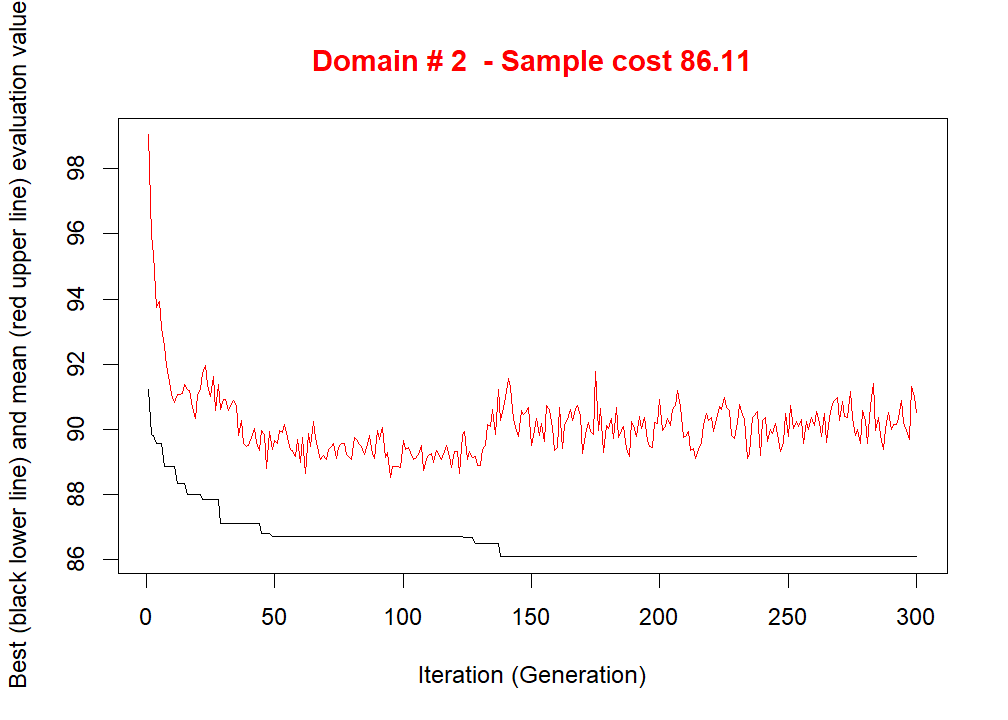 Domain # 2  - Sample cost 86.11
Best (black lower line) and mean (red upper line) evaluation value
98
96
94
92
90
88
86
0 50 100 150 200 250 300
Iteration (Generation)